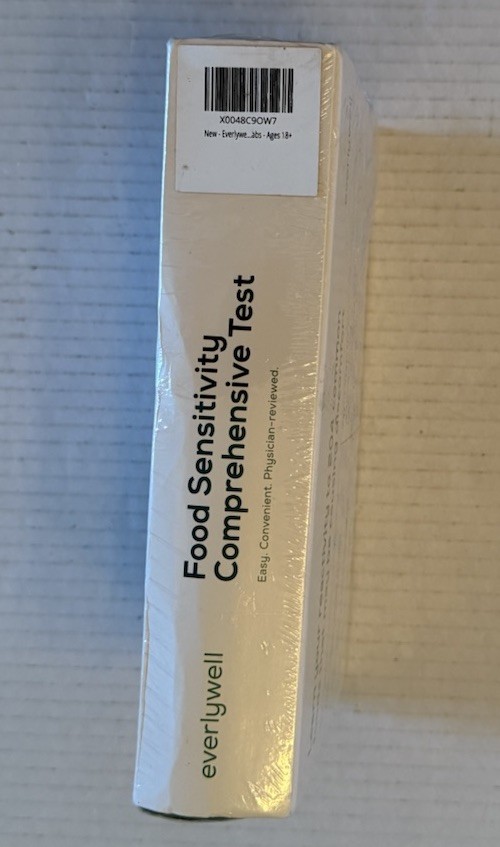 X0048C9OW7
New - Everlywe...abs - Ages 18+
Food Sensitivity
Comprehensive Test
Easy. Convenient. Physician-reviewed.
everlywell